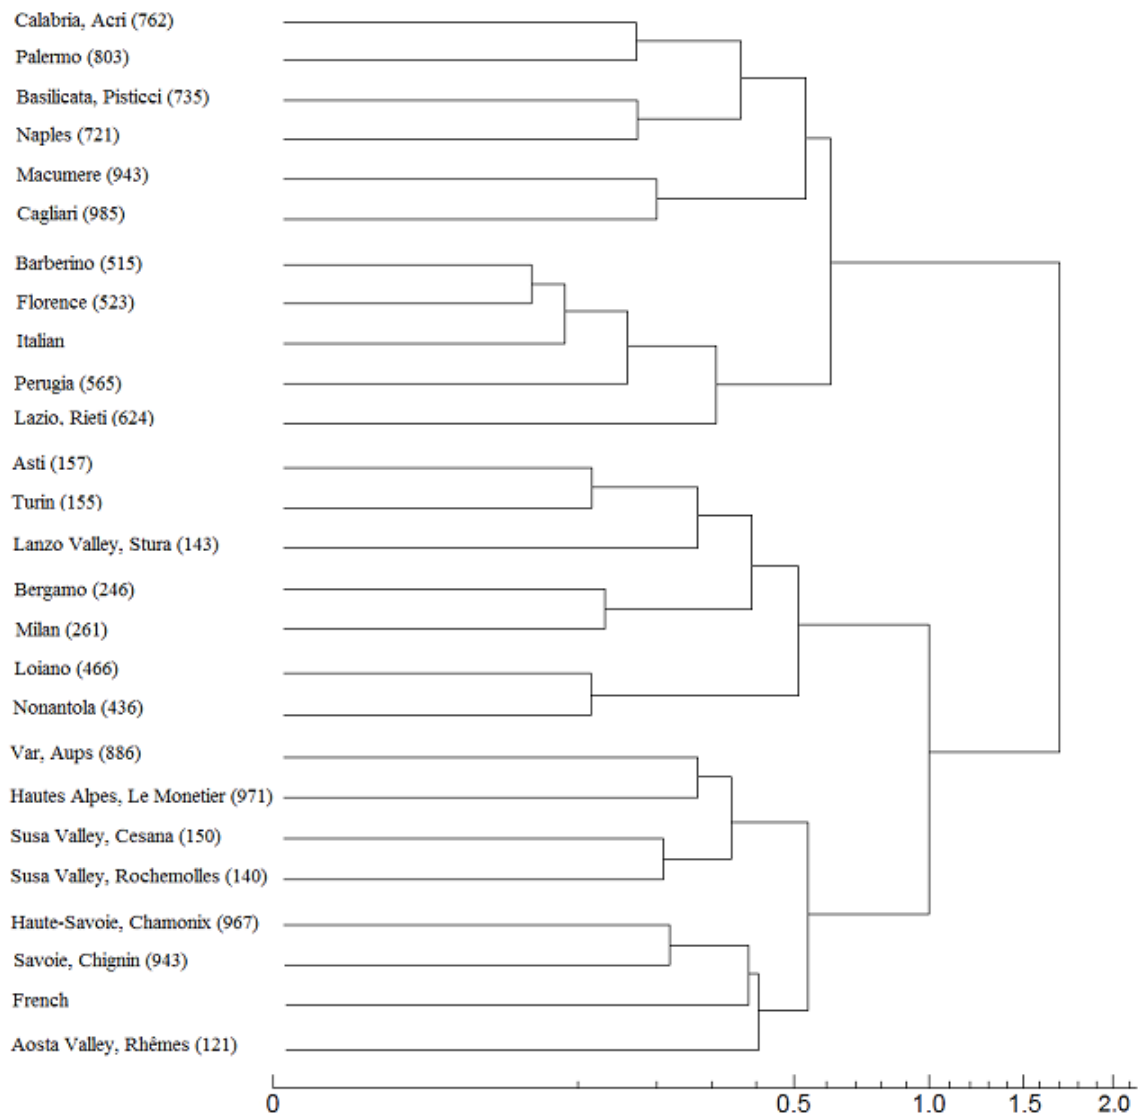 Calabria, Acri (762)
Palermo (803)
Basilicata, Pisticci (735)
Naples (721)
Macumere (943)
Cagliari (985)
Barberino (515)
Florence (523)
Italian
Perugia (565)
Lazio, Rieti (624)
Asti (157)
Turin (155)
Lanzo Valley, Stura (143)
Bergamo (246)
Milan (261)
Loiano (466)
Nonantola (436)
Var, Aups (886)
Hautes Alpes, Le Monetier (971)
Susa Valley, Cesana (150)
Susa Valley, Rochemolles (140)
Haute-Savoie, Chamonix (967)
Savoie, Chignin (943)
French
Aosta Valley, Rhêmes (121)
0 0.5 1.0 1.5 2.0